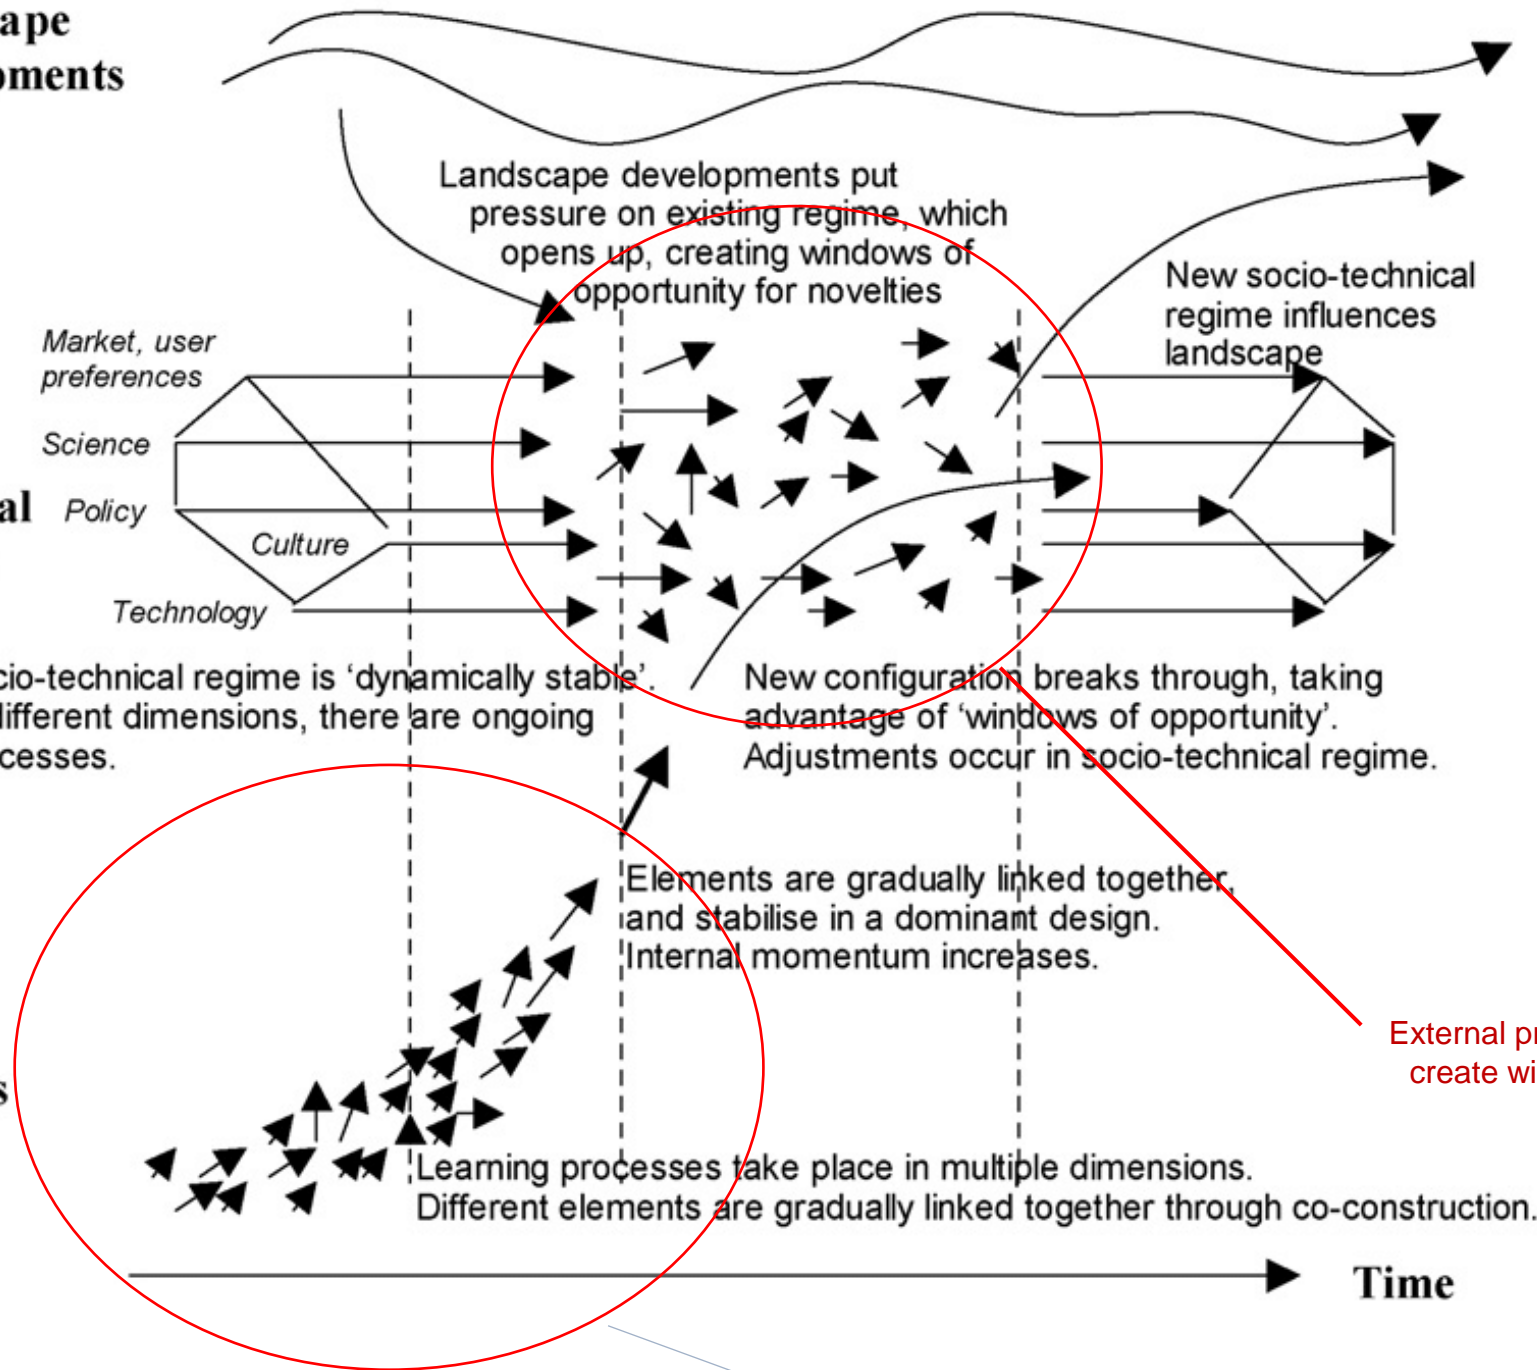 ape
oments
Landscape developments put
pressure on existing regime, which
opens up, creating windows of
opportunity for novelties
New socio-technical
regime influences
landscape
Market, user
preferences
Science
al
Policy
Culture
Technology
cio-technical regime is ‘dynamically stable’.
different dimensions, there are ongoing
cesses.
New configuration breaks through, taking
advantage of ‘windows of opportunity’.
Adjustments occur in socio-technical regime.
Elements are gradually linked together,
and stabilise in a dominant design.
Internal momentum increases.
External pr
create wi
s
Learning processes take place in multiple dimensions.
Different elements are gradually linked together through co-construction.
Time